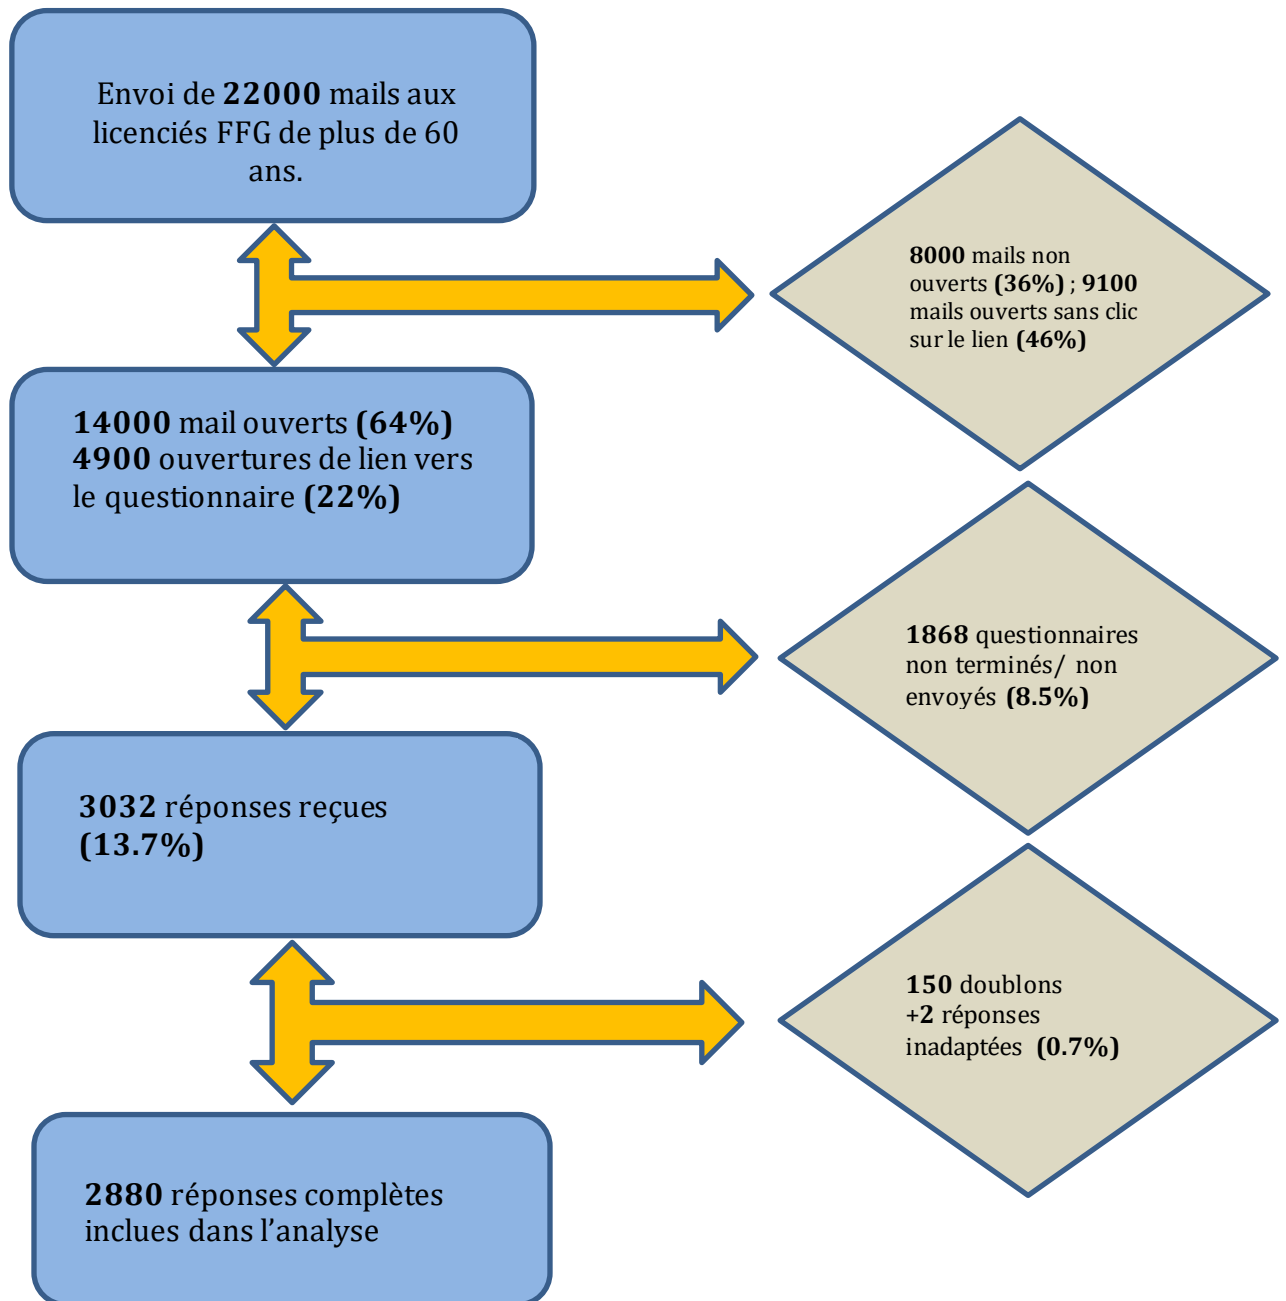 Envoi de 22000 mails aux
licenciés FFG de plus de 60
ans.
8000 mails non
ouverts (36%) ; 9100
mails ouverts sans clic
sur le lien (46%)
14000 mail ouverts (64%)
4900 ouvertures de lien vers
le questionnaire (22%)
1868 questionnaires
non terminés/ non
envoyés (8.5%)
3032 réponses reçues
(13.7%)
150 doublons
+2 réponses
inadaptées (0.7%)
2880 réponses complètes
inclues dans l’analyse